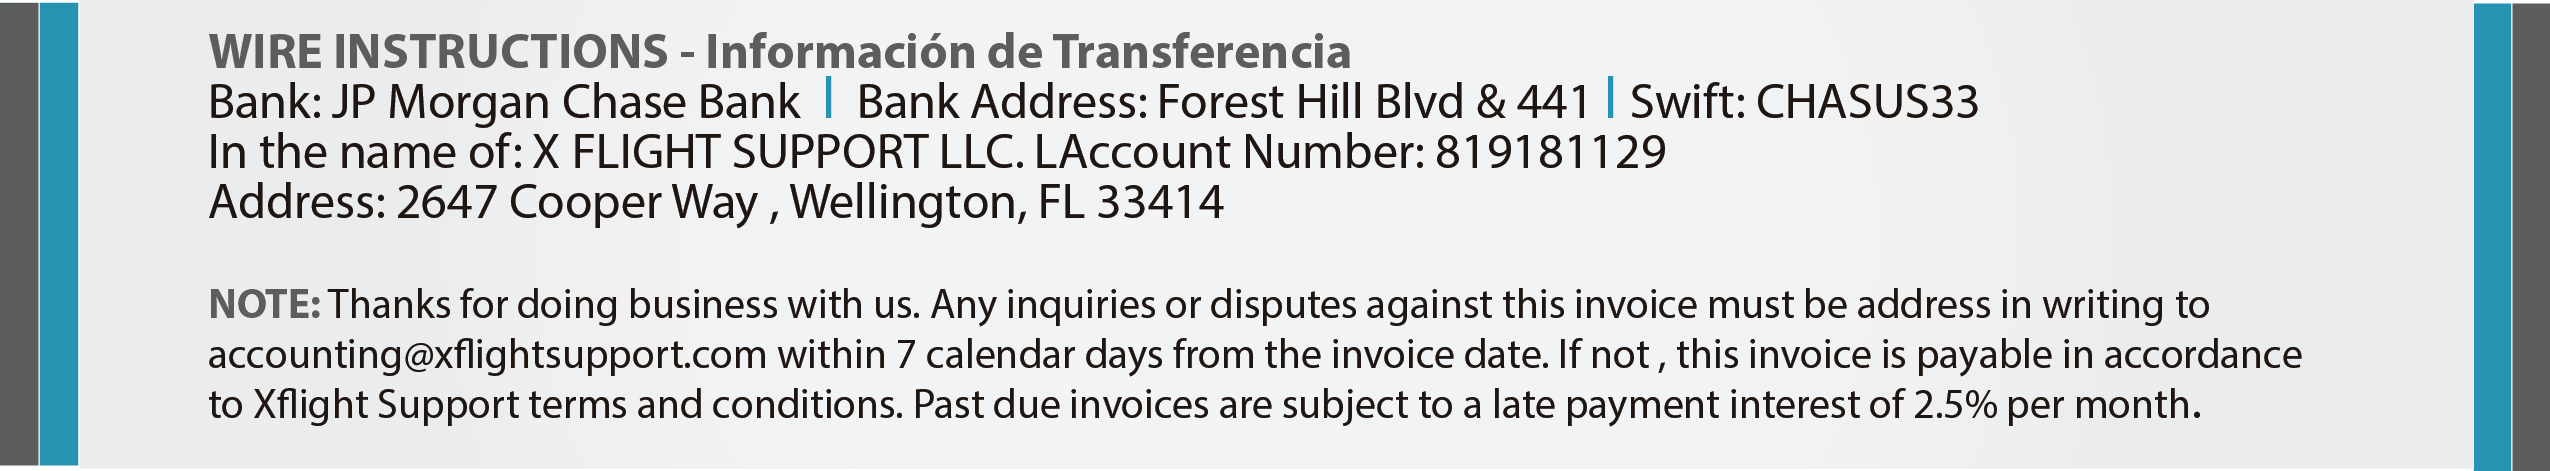 WIRE INSTRUCTIONS - Información de Transferencia
Bank: JP Morgan Chase Bank | Bank Address: Forest Hill Blvd & 441 | Swift: CHASUS33
In the name of: X FLIGHT SUPPORT LLC. LAccount Number: 819181129
Address: 2647 Cooper Way , Wellington, FL 33414
NOTE: Thanks for doing business with us. Any inquiries or disputes against this invoice must be address in writing to
accounting@xflightsupport.com within 7 calendar days from the invoice date. If not , this invoice is payable in accordance
to Xflight Support terms and conditions. Past due invoices are subject to a late payment interest of 2.5% per month.